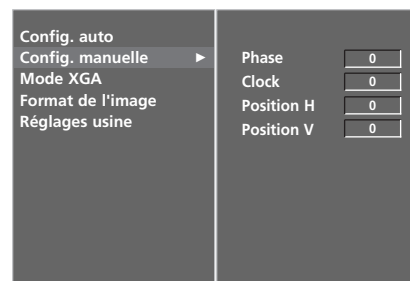 Config. auto
Config. manuelle ►
Mode XGA
Format de l'image
Réglages usine
Phase 0
Clock 0
Position H 0
Position V 0